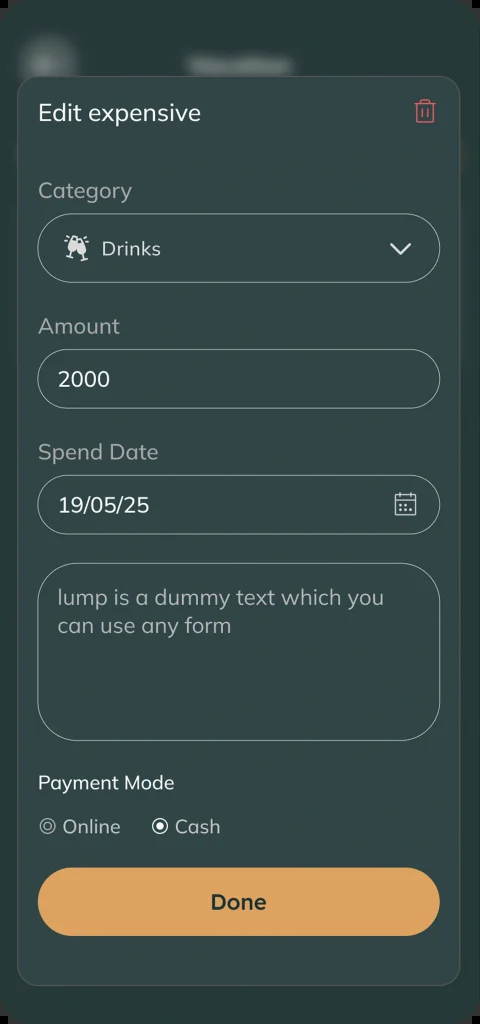 Edit expensive
Category
Drinks
Amount
2000
Spend Date
19/05/25
lump is a dummy text which you
can use any form
Payment Mode
Online Cash
Done